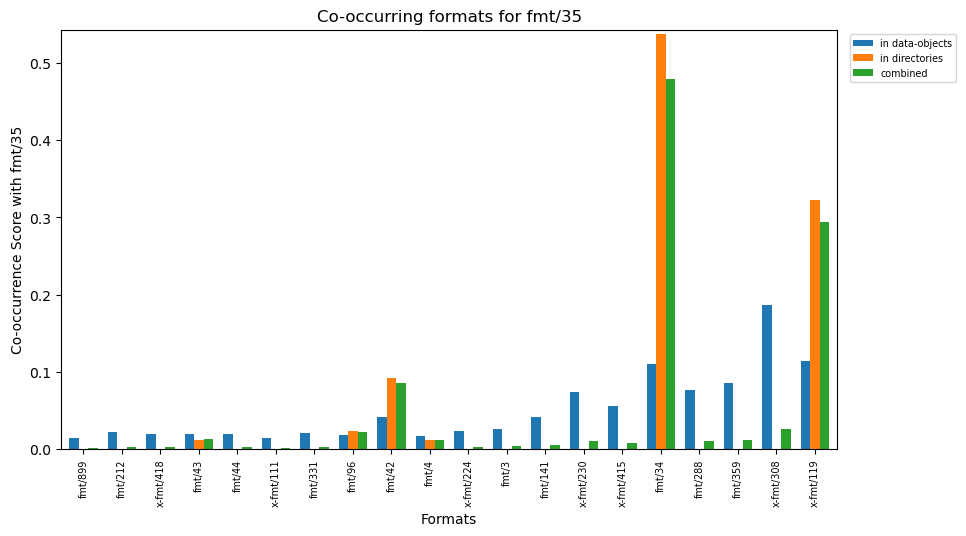 Co-occurring formats for fmt/35
in data-objects
in directories
combined
Co-occurrence Score with fmt/35
0.5
0.4
0.3
0.2
0.1
0.0
fmt/899
fmt/212
x-fmt/418
fmt/43
fmt/44
x-fmt/111
fmt/331
fmt/96
fmt/42
fmt/4
x-fmt/224
fmt/3
fmt/141
x-fmt/230
x-fmt/415
fmt/34
fmt/288
fmt/359
x-fmt/308
x-fmt/119
Formats